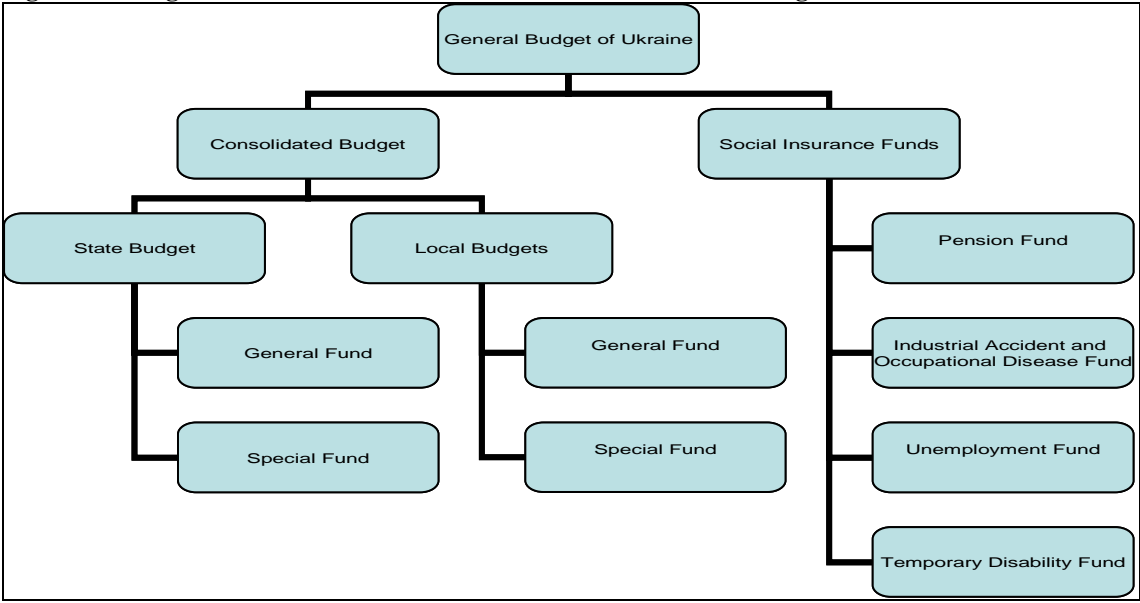 General Budget of Ukraine
Consolidated Budget
Social Insurance Funds
State Budget
Local Budgets
Pension Fund
General Fund
General Fund
Industrial Accident and
Occupational Disease Fund
Special Fund
Special Fund
Unemployment Fund
Temporary Disability Fund